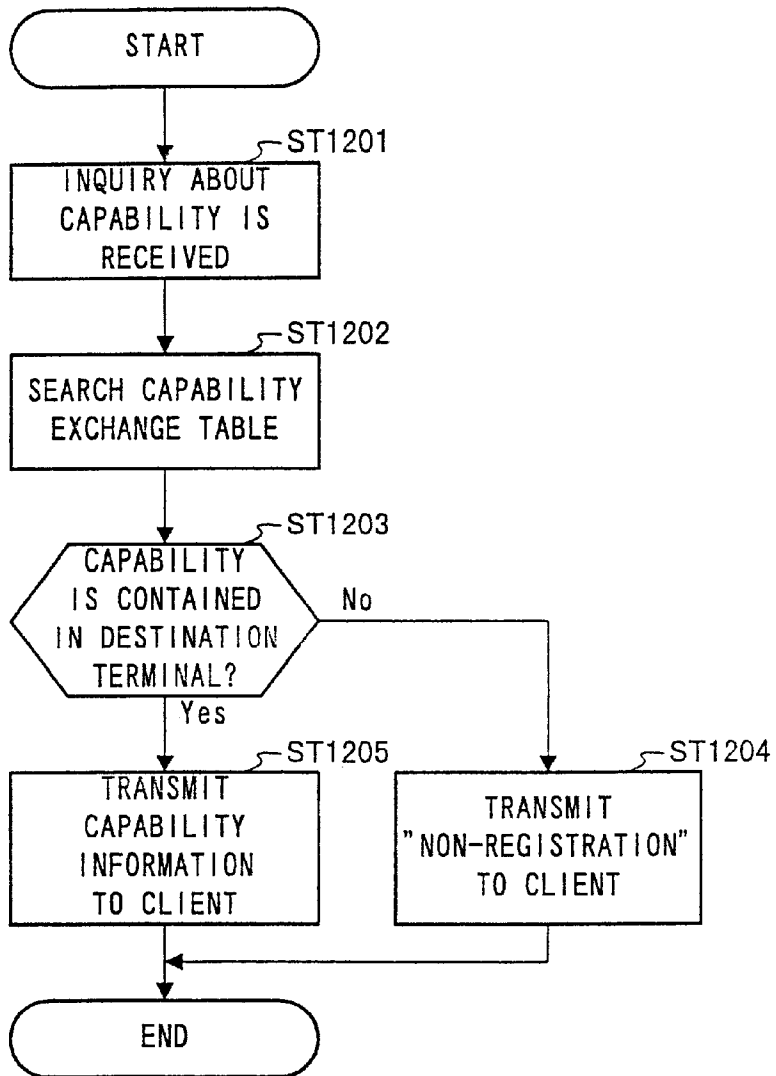 START
ST1201
INQUIRY ABOUT
CAPABILITY IS
RECEIVED
ST1202
SEARCH CAPABILITY
EXCHANGE TABLE
ST1203
CAPABILITY
IS CONTAINED
IN DESTINATION
TERMINAL?
No
Yes
ST1205
TRANSMIT
CAPABILITY
INFORMATION
TO CLIENT
ST1204
TRANSMIT
"NON-REGISTRATION"
TO CLIENT
END